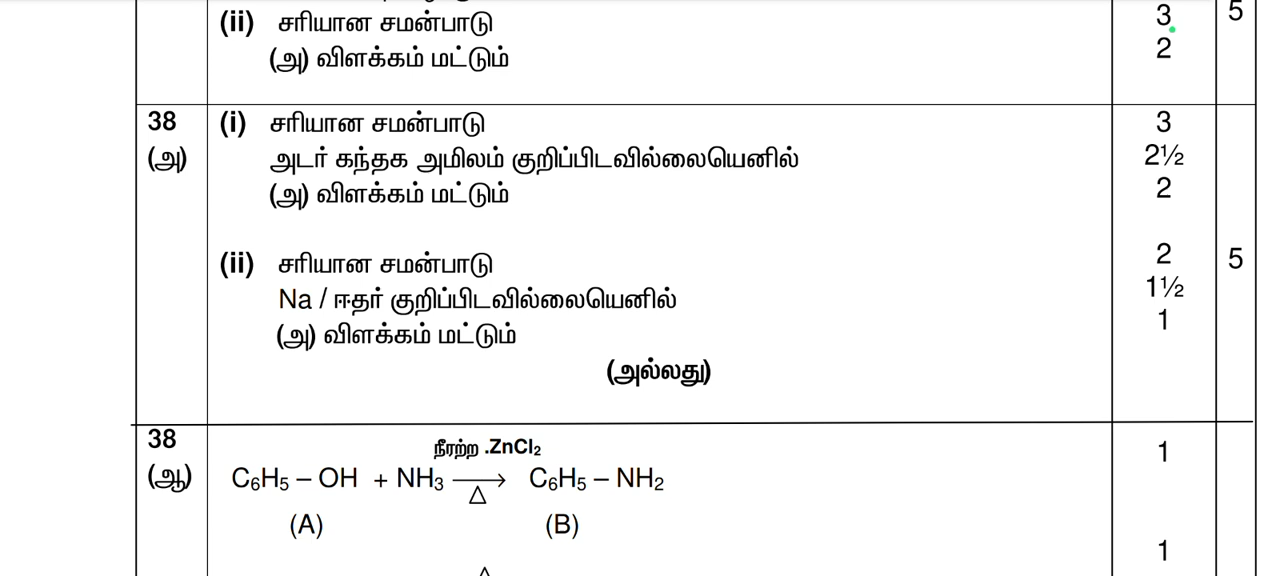 (ii) சரியான சமன்பாடு 3 5
(அ) விளக்கம் மட்டும் 2
38 (i) சரியான சமன்பாடு 3
(அ) அடர் கந்தக அமிலம் குறிப்பிடவில்லையெனில் 2½
(அ) விளக்கம் மட்டும் 2
(ii) சரியான சமன்பாடு 2 5
Na / ஈதர் குறிப்பிடவில்லையெனில் 1½
(அ) விளக்கம் மட்டும் 1
(அல்லது)
38 நீரற்ற .ZnCl₂ 1
(ஆ) C₆H₅ – OH + NH₃ ⟶ C₆H₅ – NH₂
△
(A) (B)
1